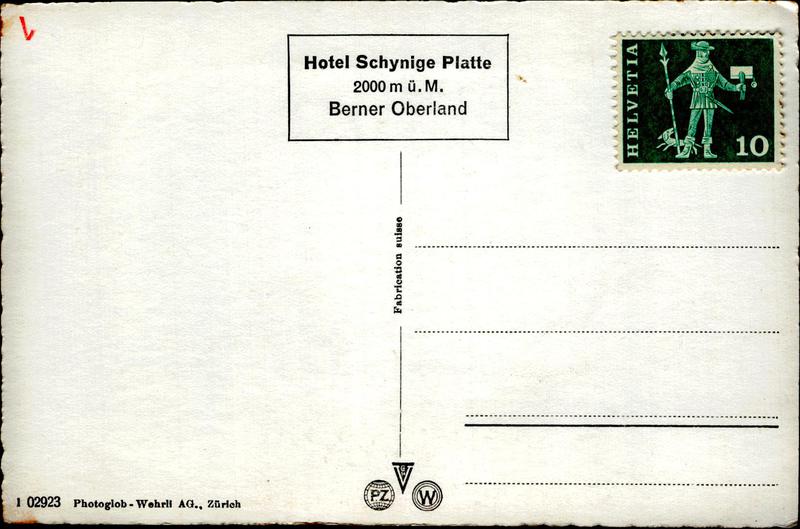 Hotel Schynige Platte
2000 m ü. M.
Berner Oberland
HELVETIA
10
Fabrication suisse
1 02923 Photoglob-Wehrli AG., Zürich
PZ
W